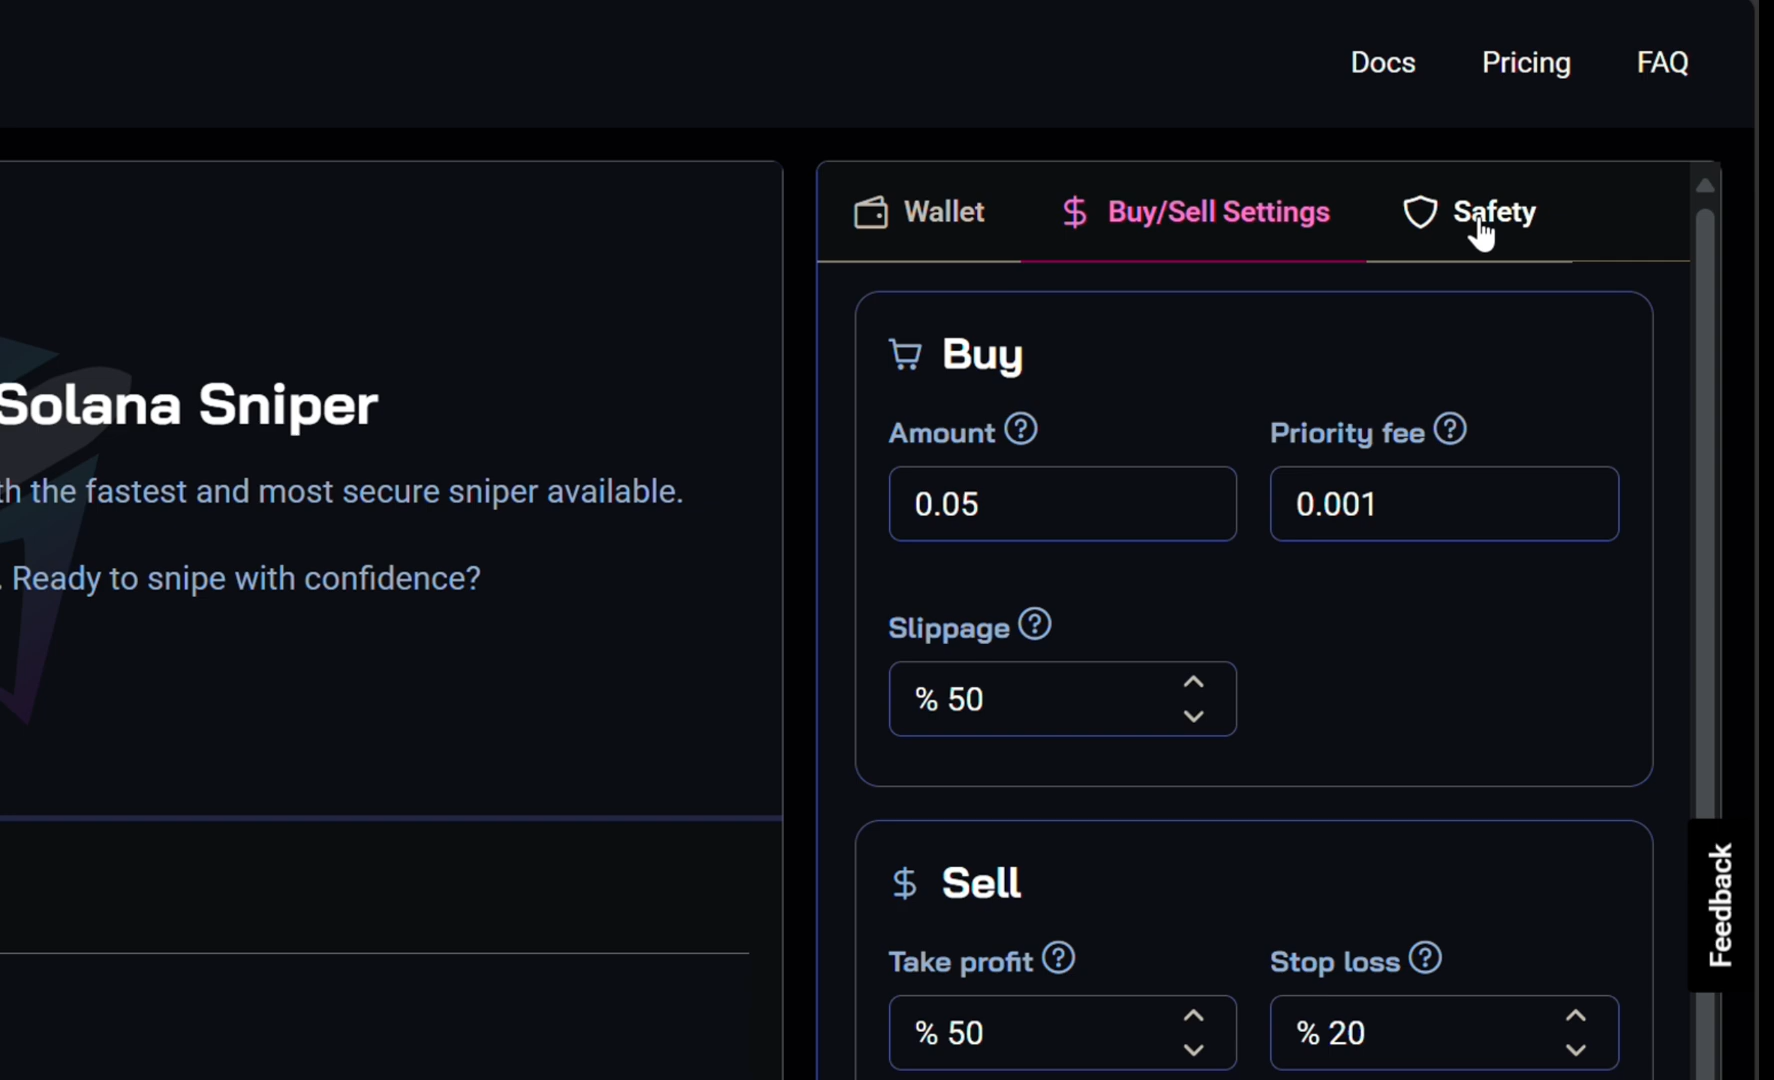 Docs Pricing FAQ
Solana Sniper
the fastest and most secure sniper available.
. Ready to snipe with confidence?
Wallet Buy/Sell Settings Safety
Buy
Amount Priority fee
0.05 0.001
Slippage
% 50
Sell
Take profit Stop loss
% 50 % 20
Feedback